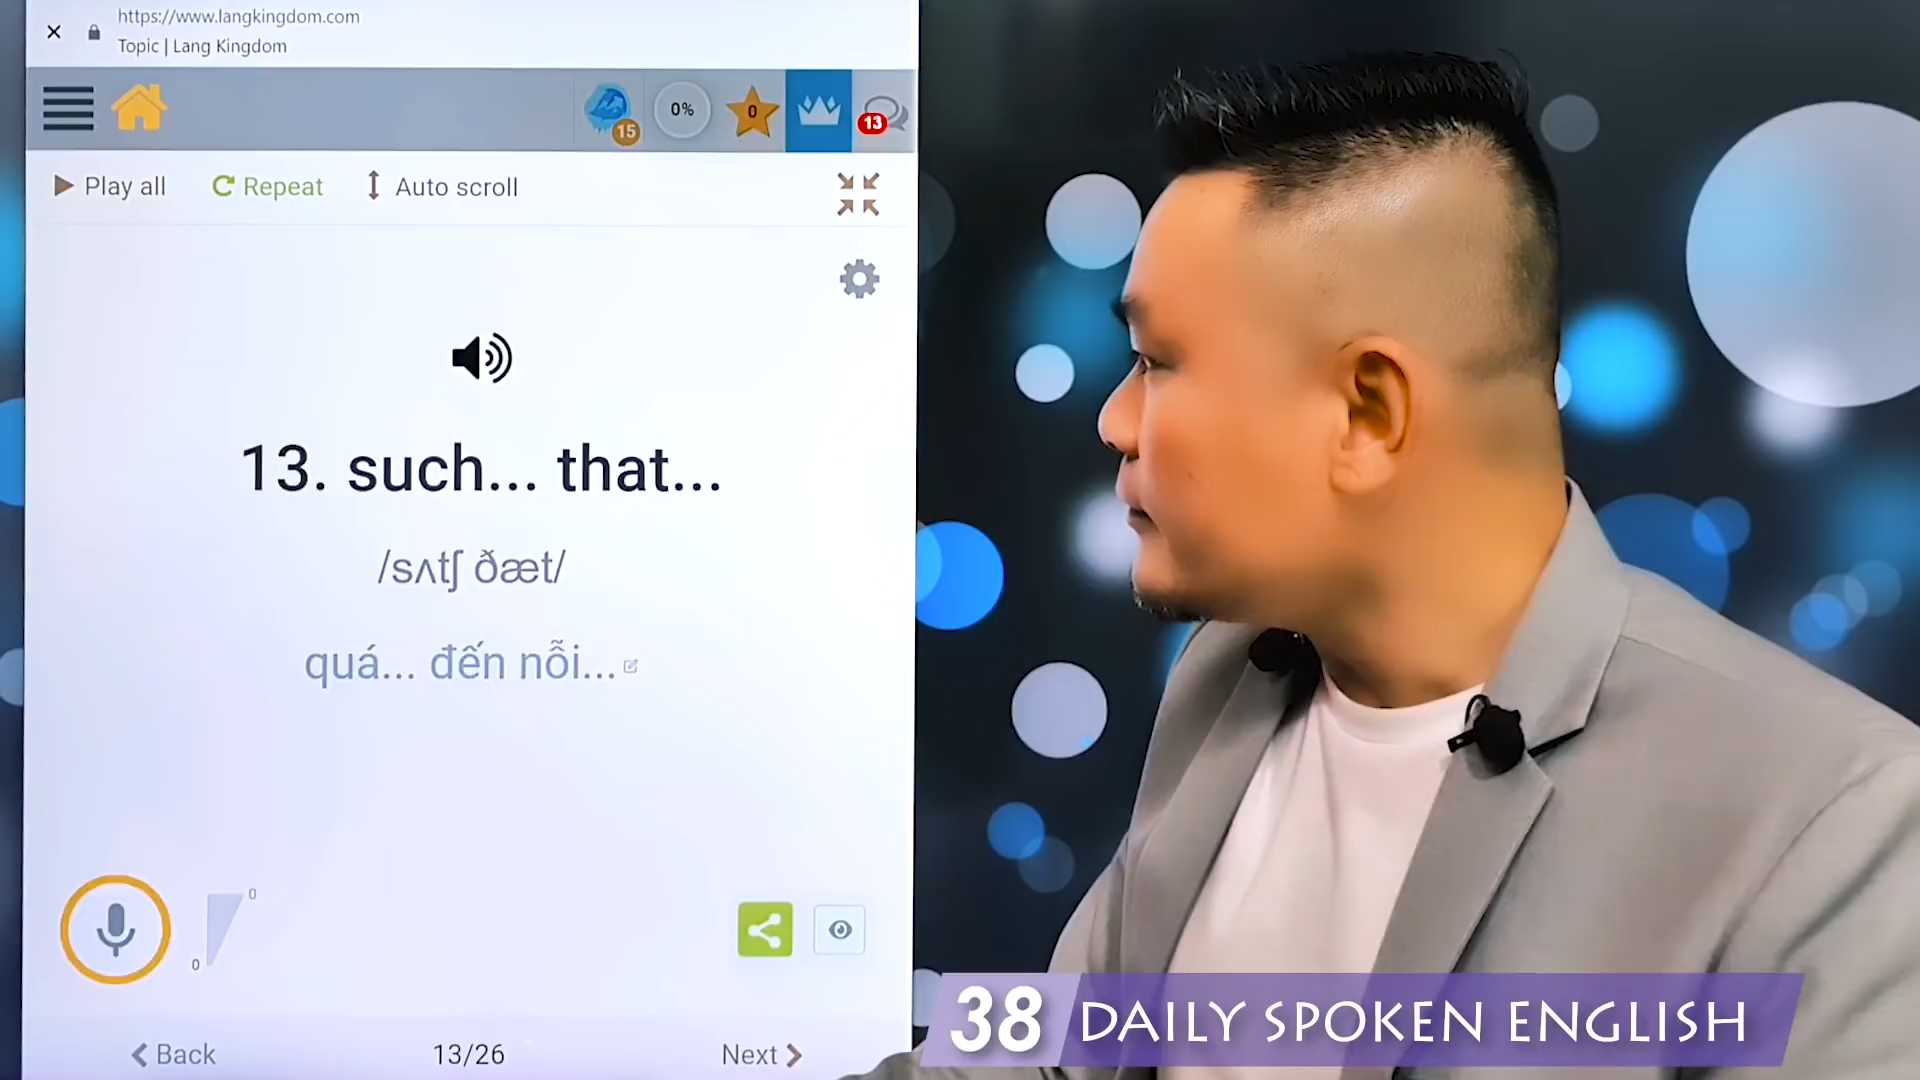 https://www.langkingdom.com
Topic | Lang Kingdom
15
0%
0
13
Play all
Repeat
Auto scroll
13. such... that...
/sʌtʃ ðæt/
quá... đến nỗi...
0
0
Back
13/26
Next
38 DAILY SPOKEN ENGLISH